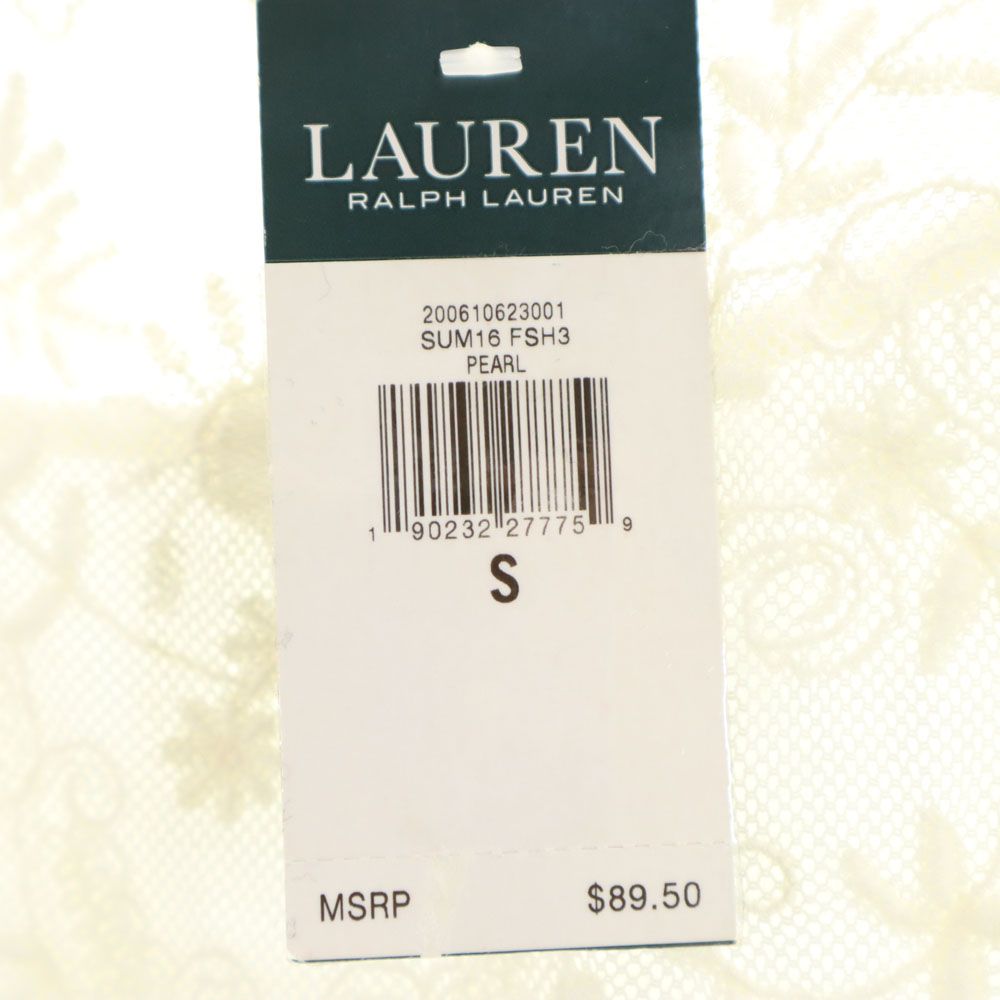 LAUREN
RALPH LAUREN
200610623001
SUM16 FSH3
PEARL
1 90232 27775 9
S
MSRP $89.50